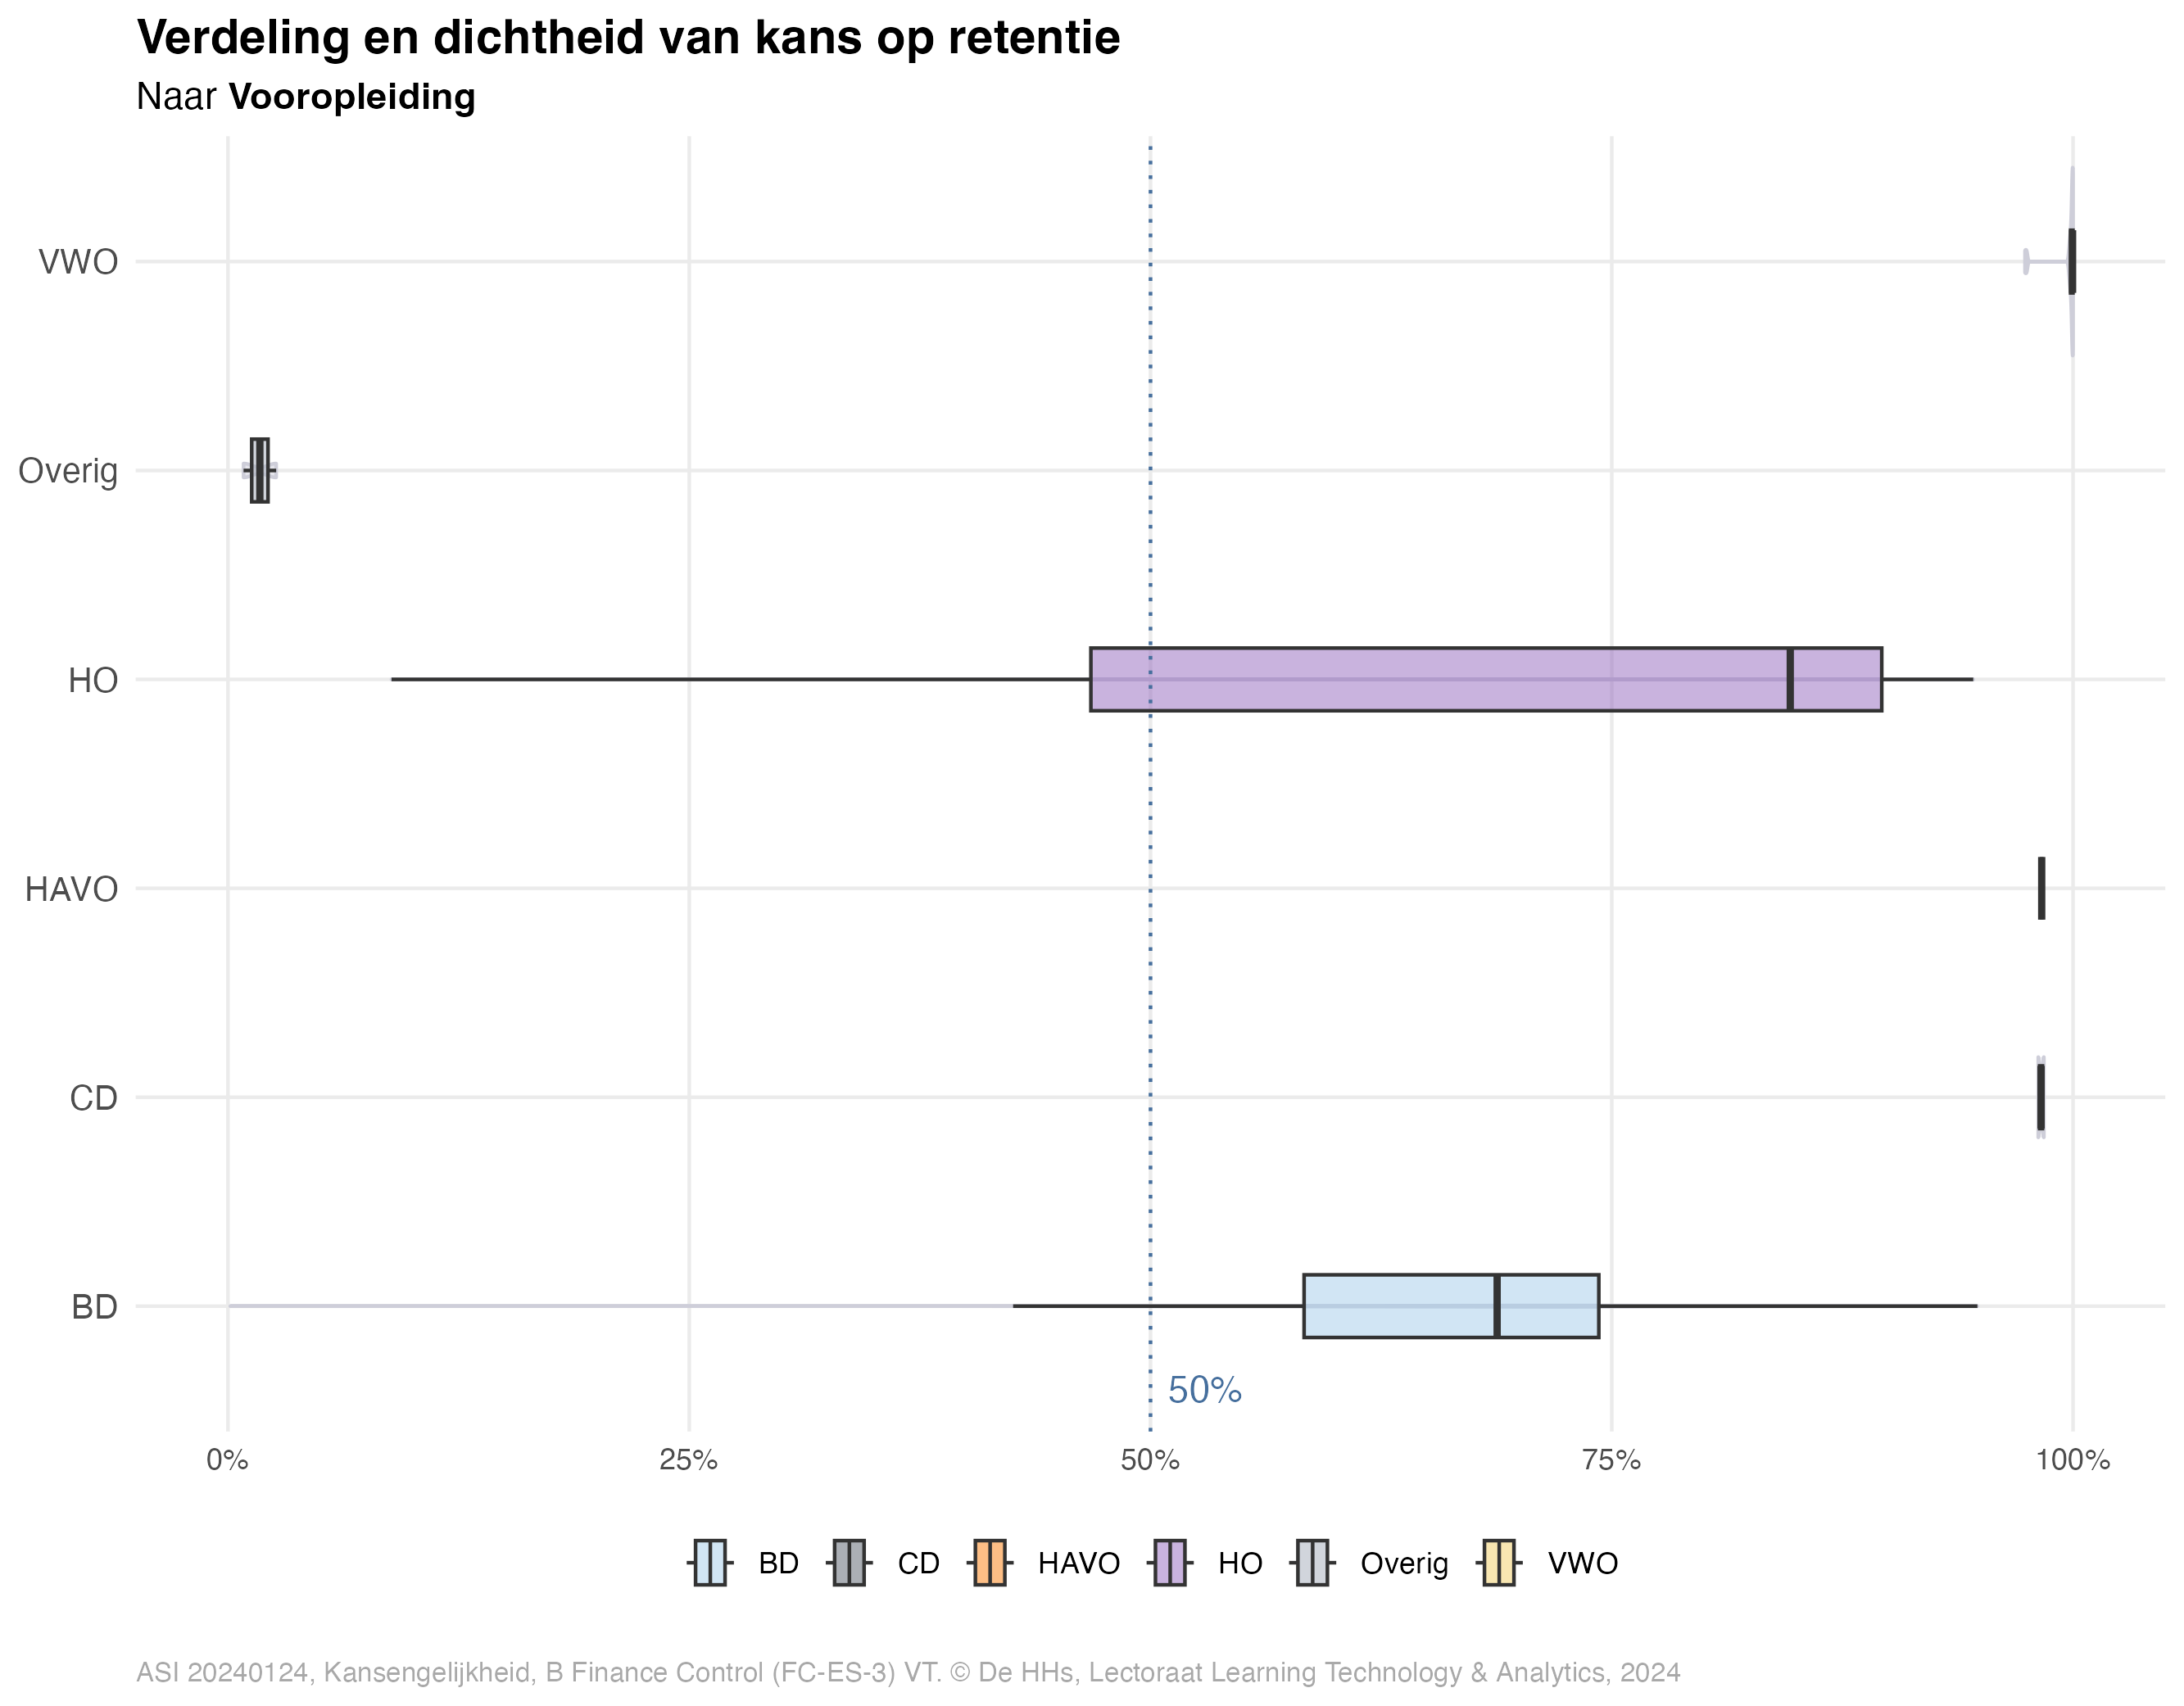 Verdeling en dichtheid van kans op retentie
Naar Vooropleiding
VWO
Overig
HO
HAVO
CD
BD
50%
0% 25% 50% 75% 100%
BD CD HAVO HO Overig VWO
ASI 20240124, Kansengelijkheid, B Finance Control (FC-ES-3) VT. © De HHs, Lectoraat Learning Technology & Analytics, 2024